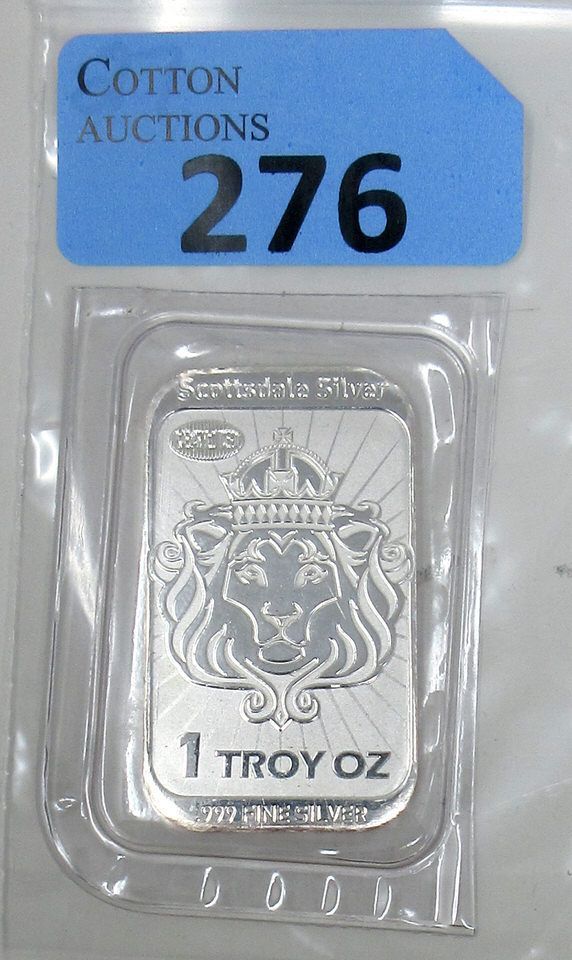 COTTON
AUCTIONS
276
Scottsdale Silver
1 TROY OZ
.999 FINE SILVER